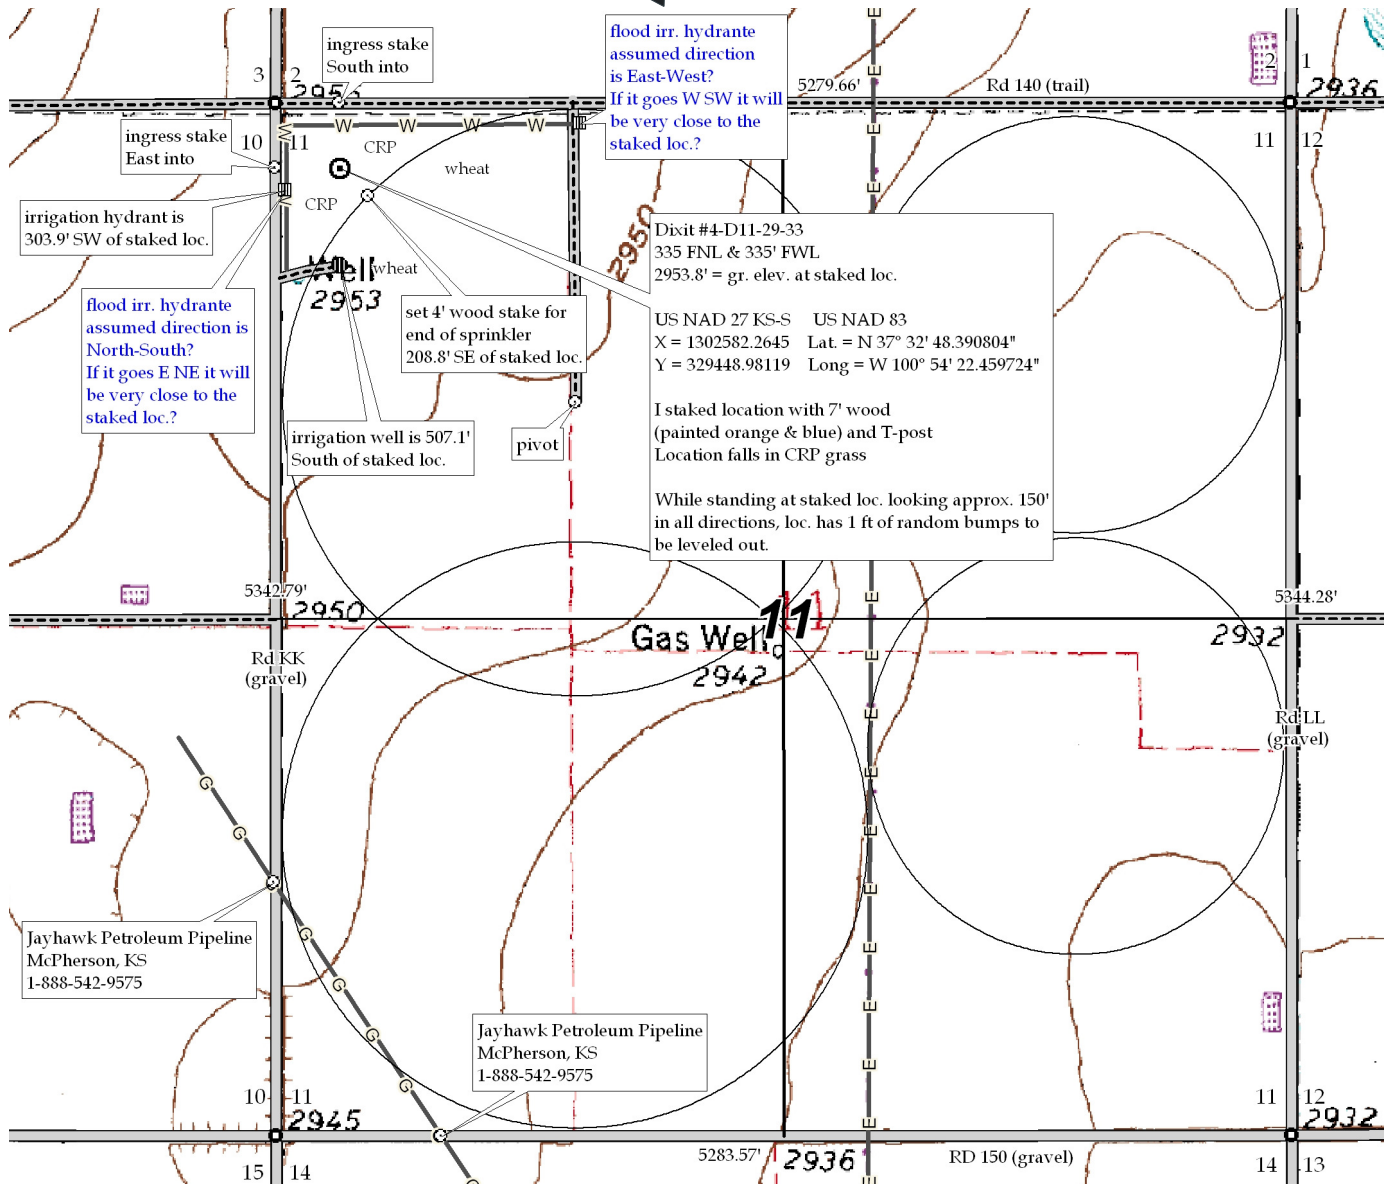 ingress stake
South into
flood irr. hydrante
assumed direction
is East-West?
If it goes W SW it will
be very close to the
staked loc.?
3
2
5279.66'
Rd 140 (trail)
2
1
2936
ingress stake
East into
10
11
W
W
W
W
W
CRP
wheat
11
12
irrigation hydrant is
303.9' SW of staked loc.
CRP
2950
Well
wheat
2953
Dixit #4-D11-29-33
335 FNL & 335' FWL
2953.8' = gr. elev. at staked loc.
US NAD 27 KS-S US NAD 83
X = 1302582.2645 Lat. = N 37° 32' 48.390804"
Y = 329448.98119 Long = W 100° 54' 22.459724"
I staked location with 7' wood
(painted orange & blue) and T-post
Location falls in CRP grass
While standing at staked loc. looking approx. 150'
in all directions, loc. has 1 ft of random bumps to
be leveled out.
flood irr. hydrante
assumed direction is
North-South?
If it goes E NE it will
be very close to the
staked loc.?
set 4' wood stake for
end of sprinkler
208.8' SE of staked loc.
irrigation well is 507.1'
South of staked loc.
pivot
E
E
E
E
5342.79'
2950
11
11
5344.28'
Gas Well
2942
2932
Rd KK
(gravel)
Rd LL
(gravel)
E
E
E
E
E
E
E
E
E
E
E
G
G
G
G
G
G
G
Jayhawk Petroleum Pipeline
McPherson, KS
1-888-542-9575
Jayhawk Petroleum Pipeline
McPherson, KS
1-888-542-9575
10
11
2945
11
12
2932
15
14
5283.57'
2936
RD 150 (gravel)
14
13